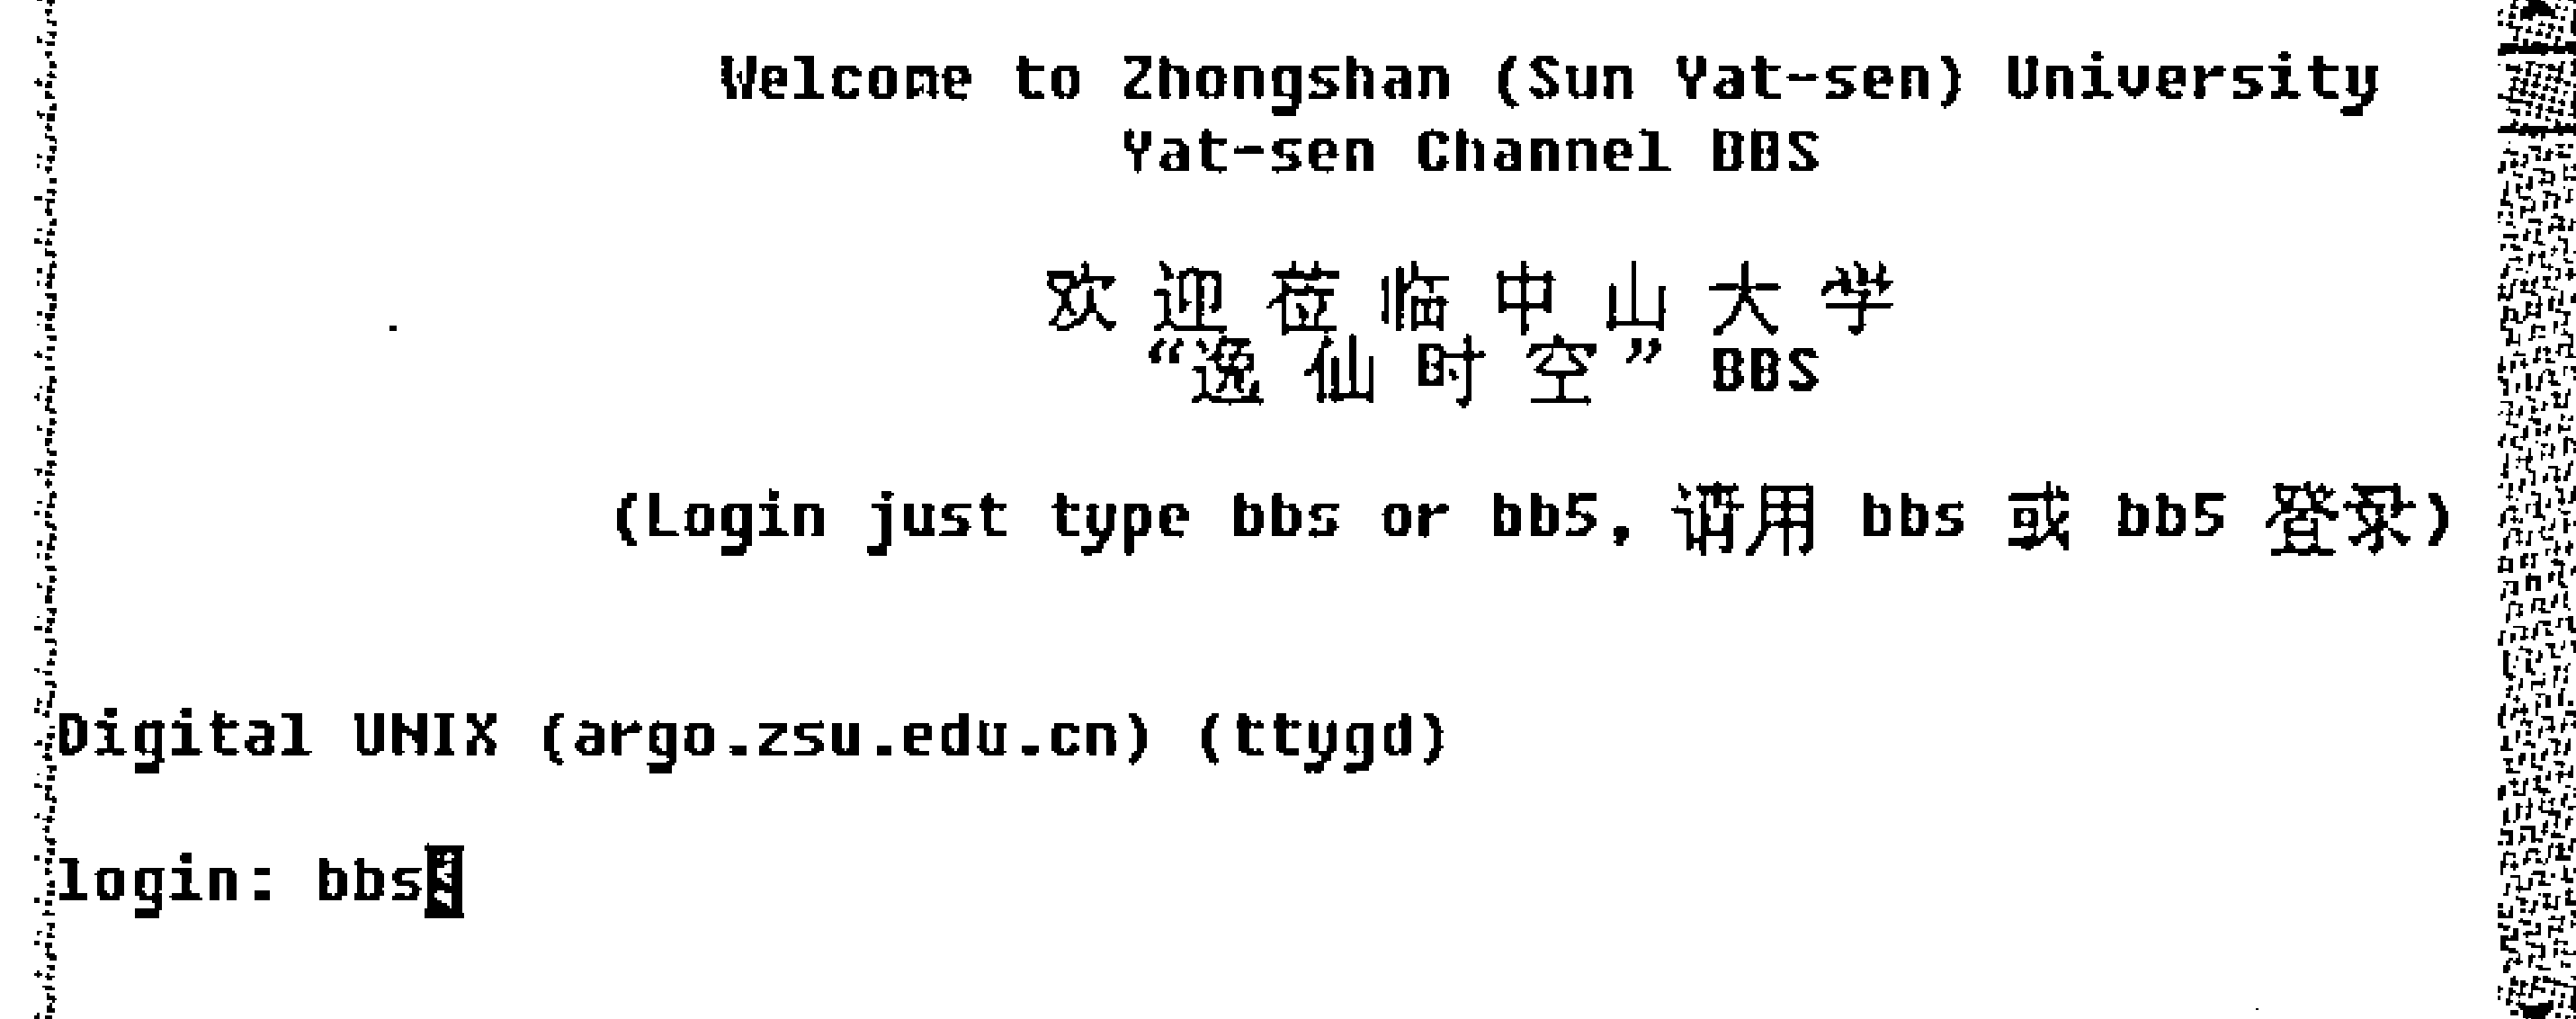 Welcome to Zhongshan (Sun Yat-sen) University
Yat-sen Channel BBS
欢 迎 莅 临 中 山 大 学
“逸 仙 时 空” BBS
(Login just type bbs or bb5, 请用 bbs 或 bb5 登录)
Digital UNIX (argo.zsu.edu.cn) (ttygd)
login: bbs